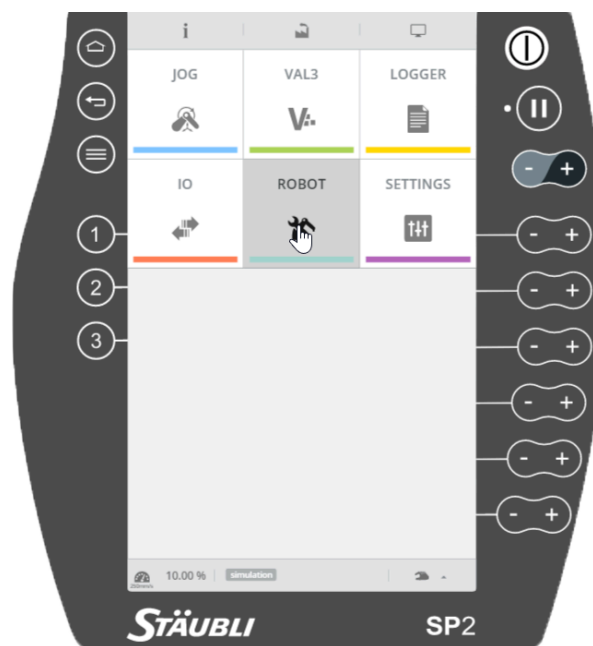 i
JOG VAL3 LOGGER
IO ROBOT SETTINGS
1
2
3
- +
- +
- +
- +
- +
- +
- +
10.00 % simulation
STÄUBLI SP2